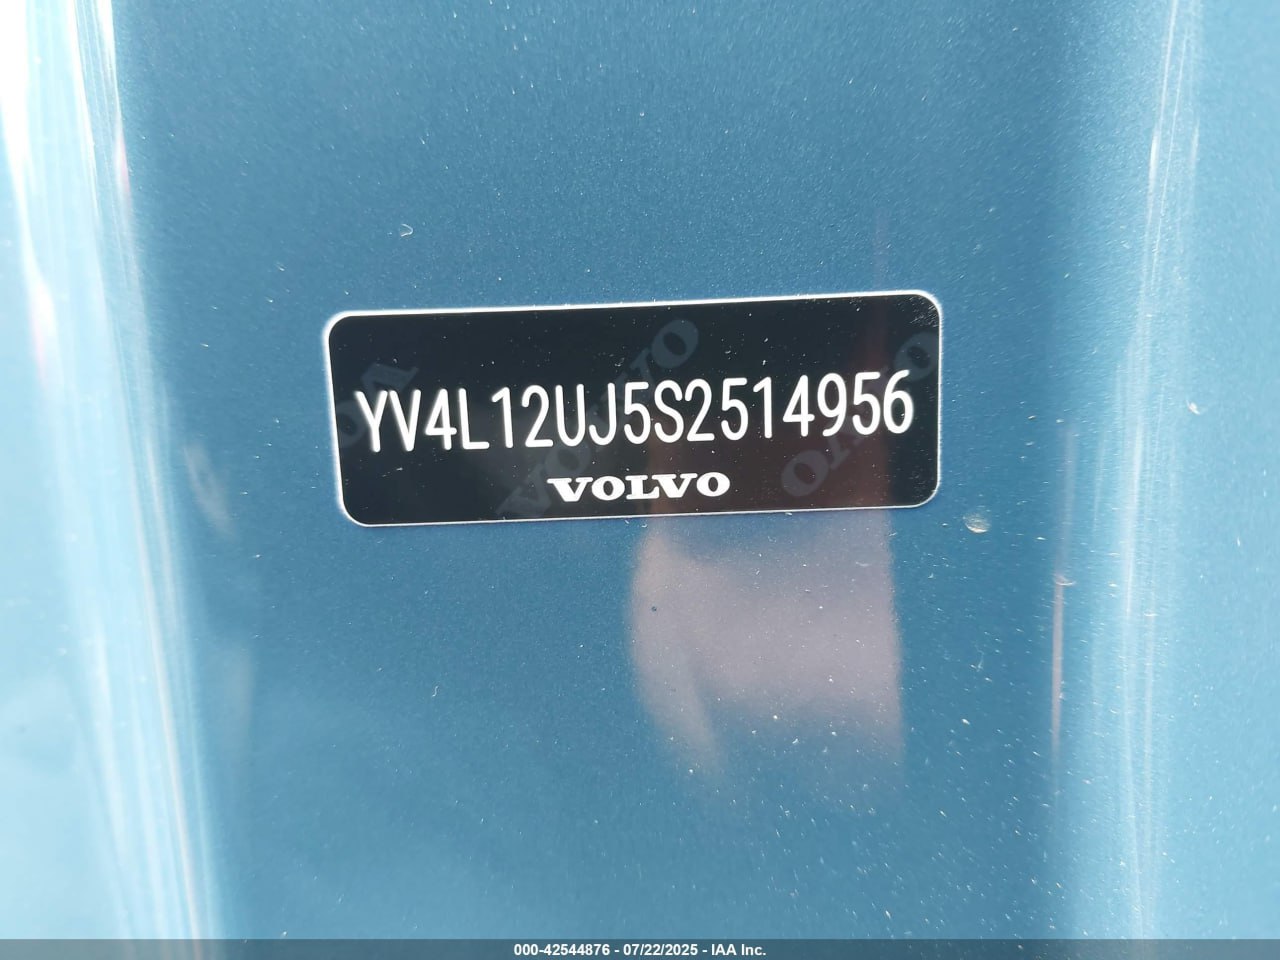 YV4L12UJ5S2514956
VOLVO
000-42544876 - 07/22/2025 - IAA Inc.